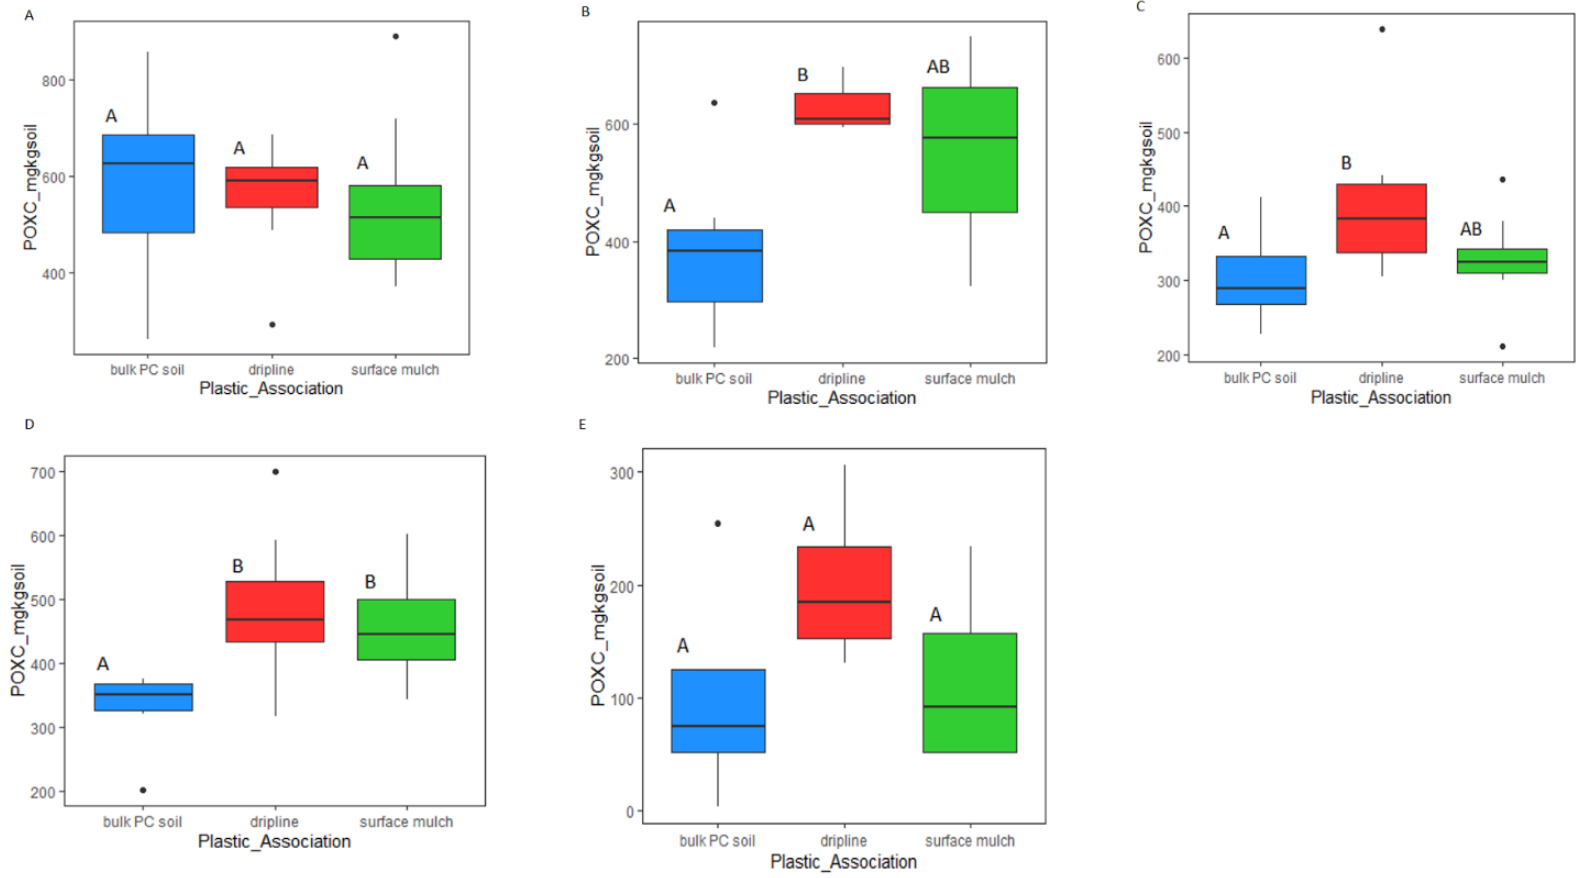 A
POXC_mgkgsoil
800
600
400
A
A
A
bulk PC soil
dripline
surface mulch
Plastic_Association
B
POXC_mgkgsoil
600
400
200
A
B
AB
bulk PC soil
dripline
surface mulch
Plastic_Association
C
POXC_mgkgsoil
600
500
400
300
200
A
B
AB
bulk PC soil
dripline
surface mulch
Plastic_Association
D
POXC_mgkgsoil
700
600
500
400
300
200
A
B
B
bulk PC soil
dripline
surface mulch
Plastic_Association
E
POXC_mgkgsoil
300
200
100
0
A
A
A
bulk PC soil
dripline
surface mulch
Plastic_Association